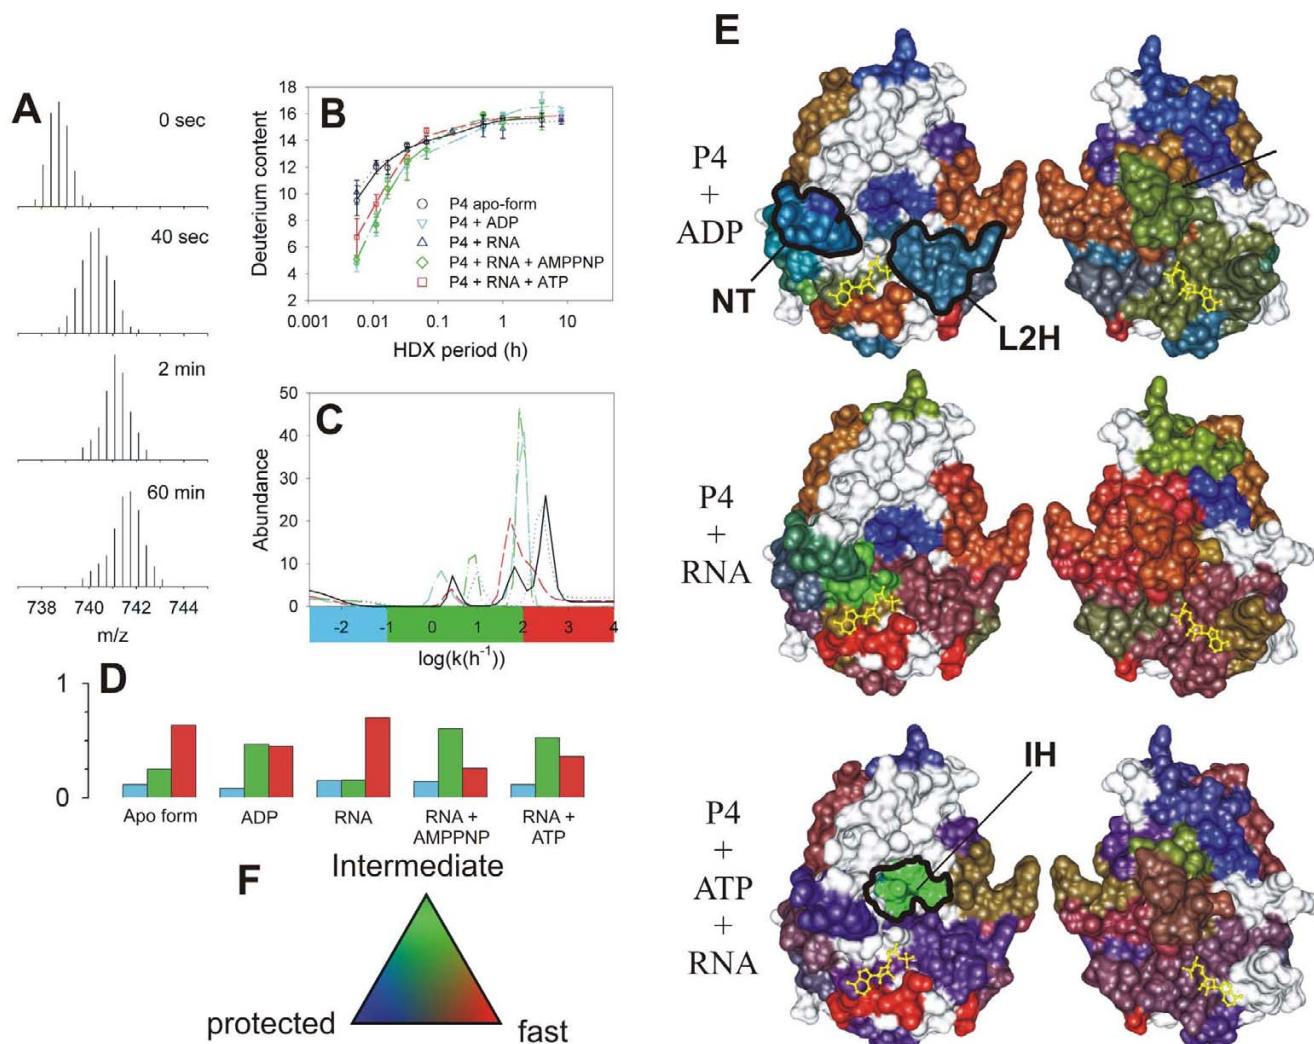 A
0 sec
40 sec
2 min
60 min
738 740 742 744
m/z
B
Deuterium content
18
16
14
12
10
8
6
4
2
P4 apo-form
P4 + ADP
P4 + RNA
P4 + RNA + AMPPNP
P4 + RNA + ATP
0.001 0.01 0.1 1 10
HDX period (h)
C
Abundance
50
40
30
20
10
0
-2 -1 0 1 2 3 4
log(k(h⁻¹))
D
1
0
Apo form
ADP
RNA
RNA +
AMPPNP
RNA +
ATP
F
Intermediate
protected
fast
E
P4
+
ADP
NT
L2H
P4
+
RNA
IH
P4
+
ATP
+
RNA